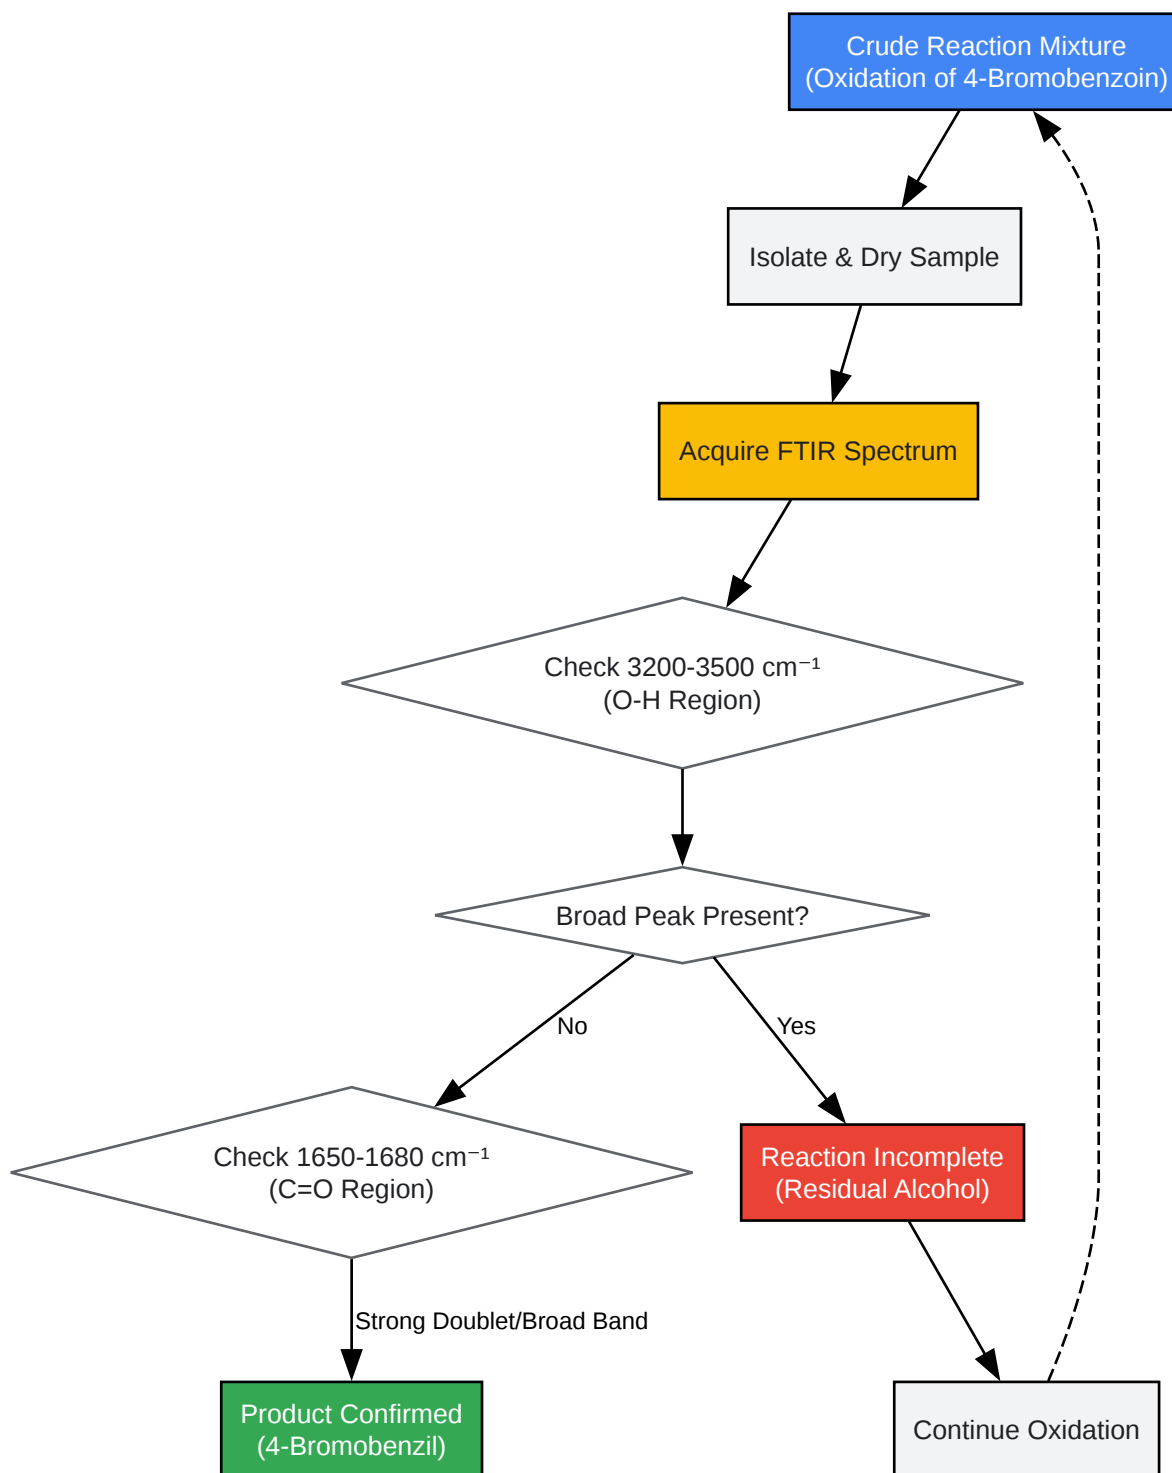 Crude Reaction Mixture
(Oxidation of 4-Bromobenzoin)
Isolate & Dry Sample
Acquire FTIR Spectrum
Check 3200-3500 cm⁻¹
(O-H Region)
Broad Peak Present?
No
Yes
Check 1650-1680 cm⁻¹
(C=O Region)
Reaction Incomplete
(Residual Alcohol)
Strong Doublet/Broad Band
Product Confirmed
(4-Bromobenzil)
Continue Oxidation